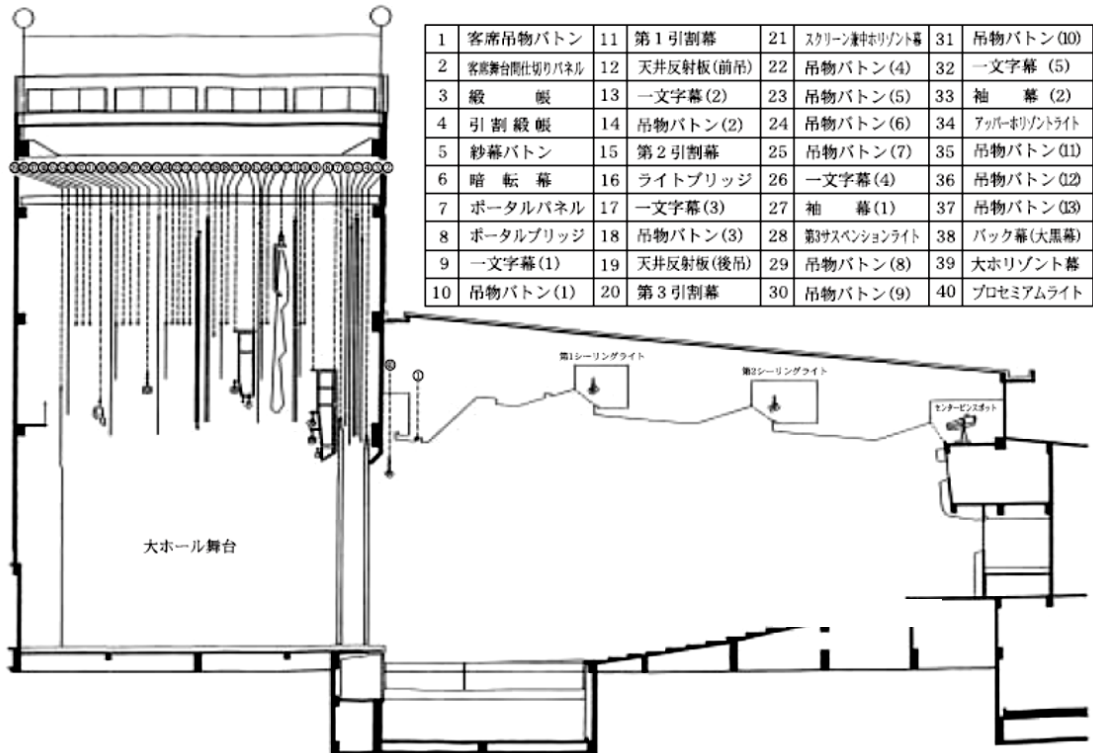 1 客席吊物バトン 11 第1引割幕 21 スクリーン兼中ホリゾント幕 31 吊物バトン(10)
2 客席舞台間仕切りパネル 12 天井反射板(前吊) 22 吊物バトン(4) 32 一文字幕 (5)
3 緞 帳 13 一文字幕(2) 23 吊物バトン(5) 33 袖 幕 (2)
4 引割緞帳 14 吊物バトン(2) 24 吊物バトン(6) 34 アッパーホリゾントライト
5 紗幕バトン 15 第2引割幕 25 吊物バトン(7) 35 吊物バトン(11)
6 暗 転 幕 16 ライトブリッジ 26 一文字幕(4) 36 吊物バトン(12)
7 ポータルパネル 17 一文字幕(3) 27 袖 幕(1) 37 吊物バトン(13)
8 ポータルブリッジ 18 吊物バトン(3) 28 第3サスペンションライト 38 バック幕(大黒幕)
9 一文字幕(1) 19 天井反射板(後吊) 29 吊物バトン(8) 39 大ホリゾント幕
10 吊物バトン(1) 20 第3引割幕 30 吊物バトン(9) 40 プロセミアムライト
第1シーリングライト
①
第2シーリングライト
センターピンスポット
大ホール舞台